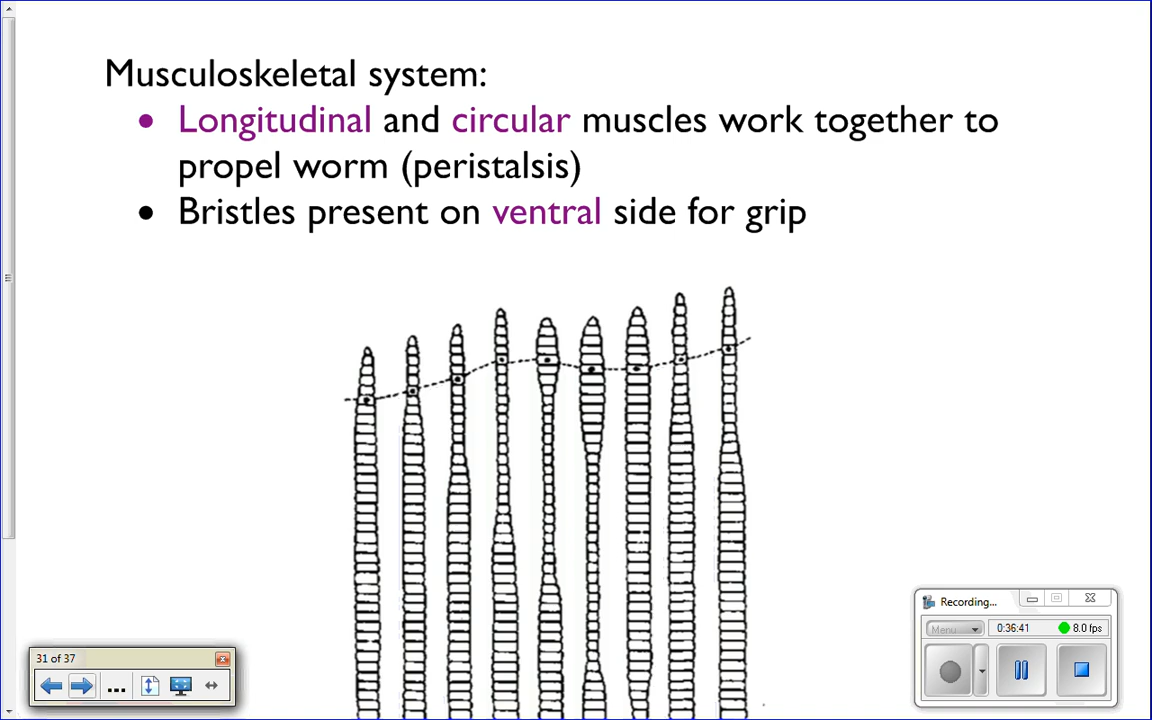 Musculoskeletal system:
• Longitudinal and circular muscles work together to
propel worm (peristalsis)
• Bristles present on ventral side for grip
Recording...
Menu 0:36:41 8.0 fps
31 of 37
...